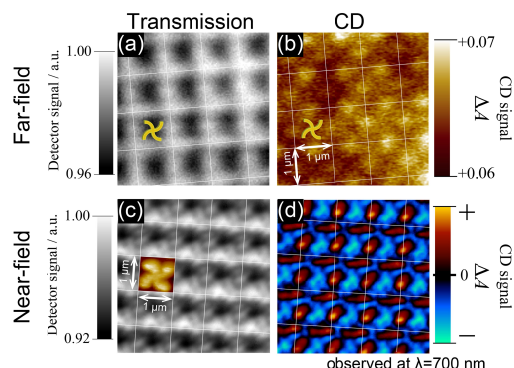 Transmission
CD
Far-field
Detector signal / a.u.
1.00
0.96
(a)
(b)
1 μm
1 μm
+0.07
+0.06
CD signal
ΔA
Near-field
Detector signal / a.u.
1.00
0.92
(c)
1 μm
1 μm
(d)
+
0
—
CD signal
ΔA
observed at λ=700 nm